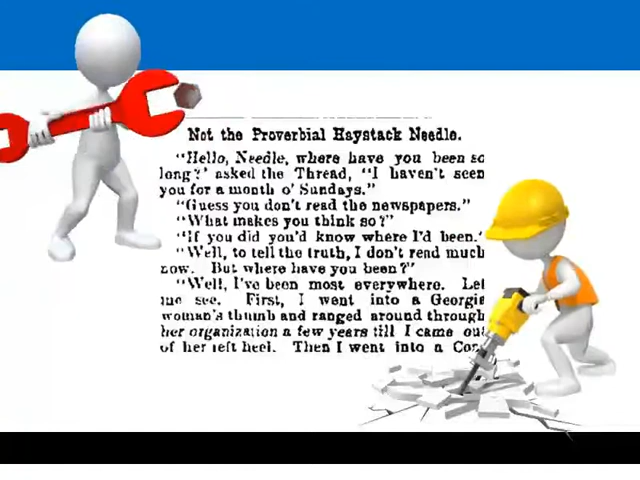 Not the Proverbial Haystack Needle.
"Hello, Needle, where have you been so
long?' asked the Thread, "I haven't seen
you for a month o' Sundays."
"Guess you don't read the newspapers."
"What makes you think so?"
"If you did you'd know where I'd been.'
"Well, to tell the truth, I don't read much
now. But where have you been?"
"Well, I've been most everywhere. Let
me see. First, I went into a Georgia
woman's thumb and ranged around through
her organization a few years till I came out
of her left heel. Then I went into a